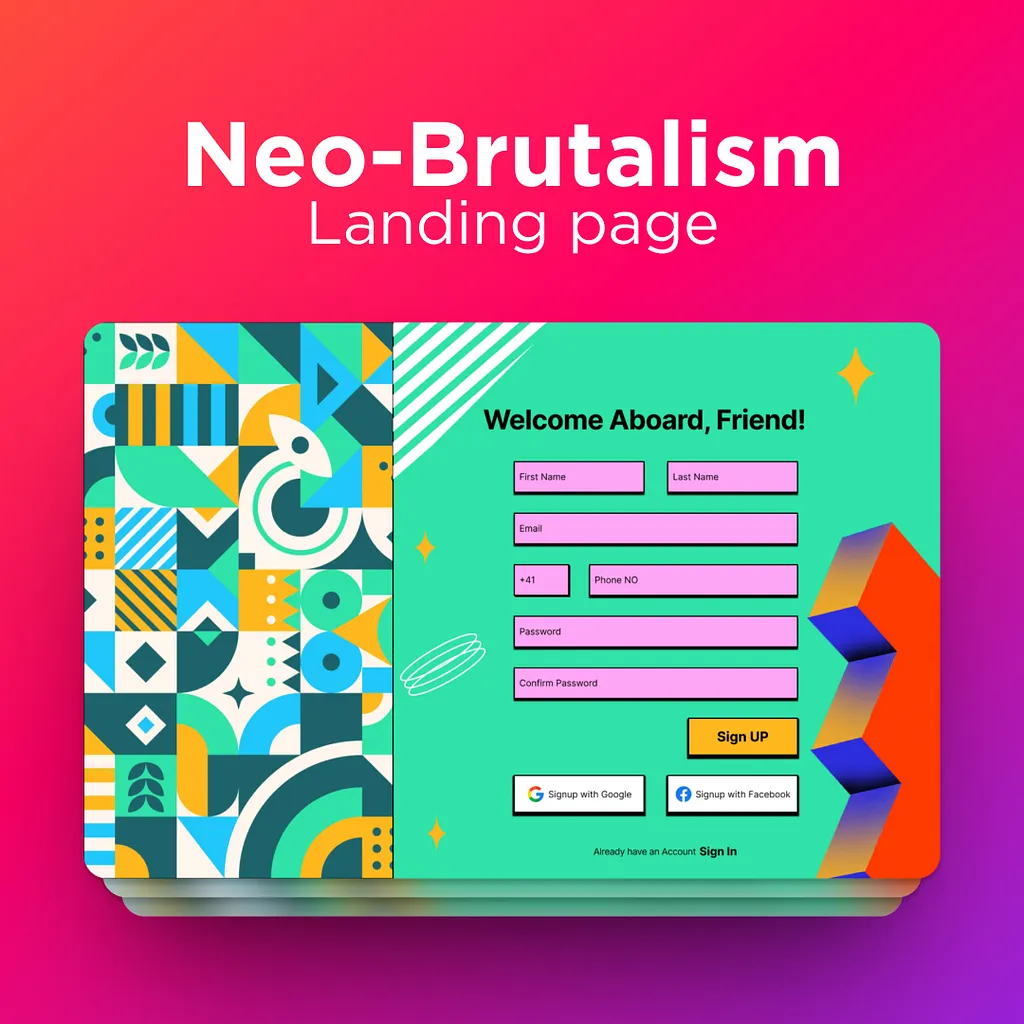 Neo-Brutalism
Landing page
Welcome Aboard, Friend!
First Name
Last Name
Email
+41
Phone NO
Password
Confirm Password
Sign UP
Signup with Google
Signup with Facebook
Already have an Account Sign In